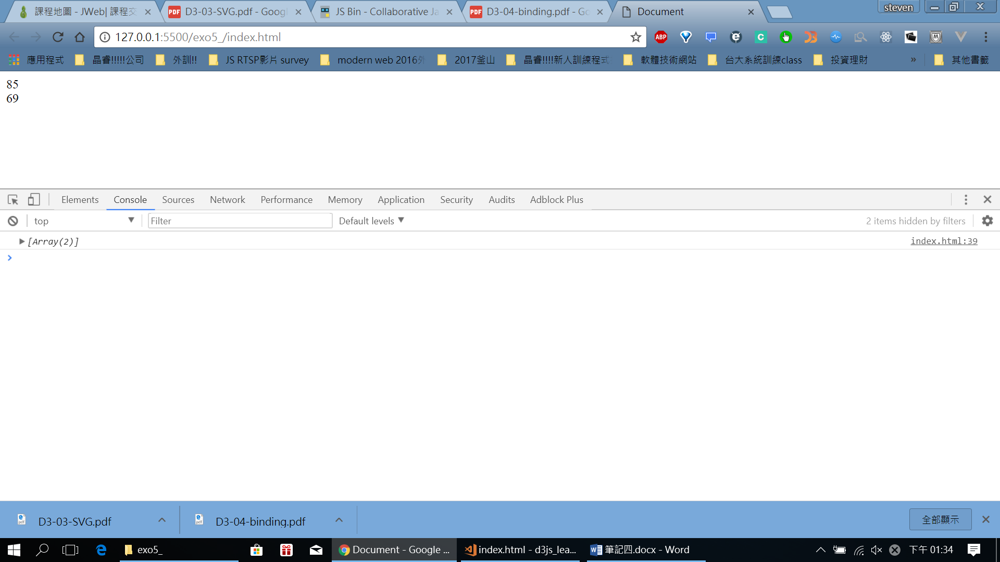 課程地圖 - JWeb| 課程交
D3-03-SVG.pdf - Googl
JS Bin - Collaborative Ja
D3-04-binding.pdf - Go
Document
steven
127.0.0.1:5500/exo5_/index.html
ABP
應用程式
晶睿!!!!!公司
外訓!!
JS RTSP影片 survey
modern web 2016外
2017釜山
晶睿!!!!新人訓練程式
軟體技術網站
台大系統訓練class
投資理財
»
其他書籤
85
69
Elements
Console
Sources
Network
Performance
Memory
Application
Security
Audits
Adblock Plus
top
Filter
Default levels
2 items hidden by filters
[Array(2)]
index.html:39
D3-03-SVG.pdf
D3-04-binding.pdf
全部顯示
exo5_
Document - Google ...
index.html - d3js_lea...
筆記四.docx - Word
下午 01:34